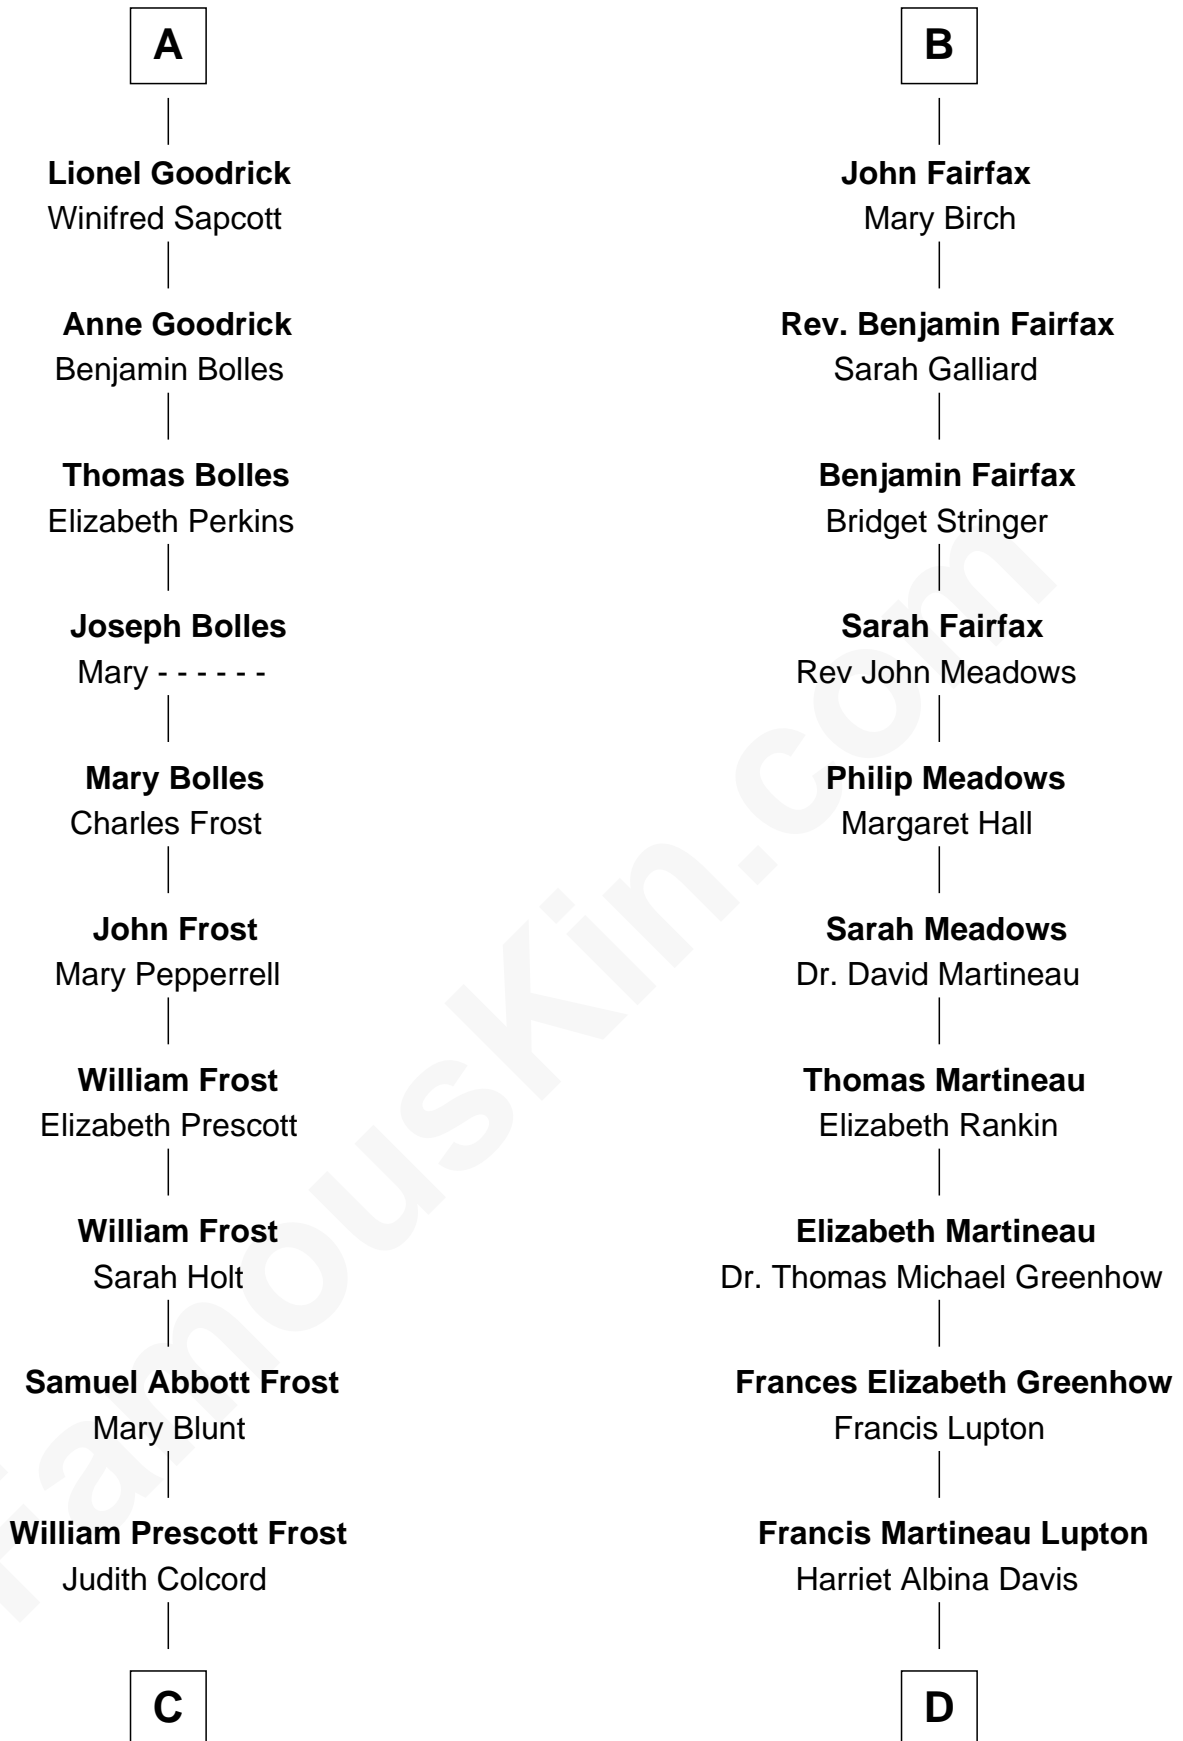 A
Lionel Goodrick
Winifred Sapcott
Anne Goodrick
Benjamin Bolles
Thomas Bolles
Elizabeth Perkins
Joseph Bolles
Mary - - - - - -
Mary Bolles
Charles Frost
John Frost
Mary Pepperrell
William Frost
Elizabeth Prescott
William Frost
Sarah Holt
Samuel Abbott Frost
Mary Blunt
William Prescott Frost
Judith Colcord
C
B
John Fairfax
Mary Birch
Rev. Benjamin Fairfax
Sarah Galliard
Benjamin Fairfax
Bridget Stringer
Sarah Fairfax
Rev John Meadows
Philip Meadows
Margaret Hall
Sarah Meadows
Dr. David Martineau
Thomas Martineau
Elizabeth Rankin
Elizabeth Martineau
Dr. Thomas Michael Greenhow
Frances Elizabeth Greenhow
Francis Lupton
Francis Martineau Lupton
Harriet Albina Davis
D
FamousKin.com